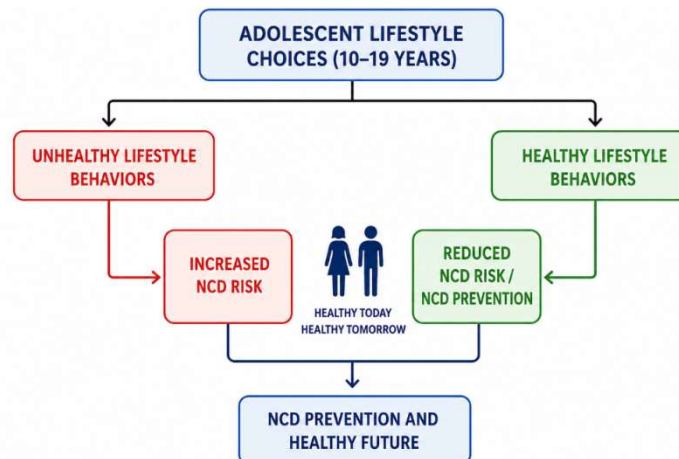 ADOLESCENT LIFESTYLE
CHOICES (10–19 YEARS)
UNHEALTHY LIFESTYLE
BEHAVIORS
HEALTHY LIFESTYLE
BEHAVIORS
INCREASED
NCD RISK
REDUCED
NCD RISK /
NCD PREVENTION
HEALTHY TODAY
HEALTHY TOMORROW
NCD PREVENTION AND
HEALTHY FUTURE